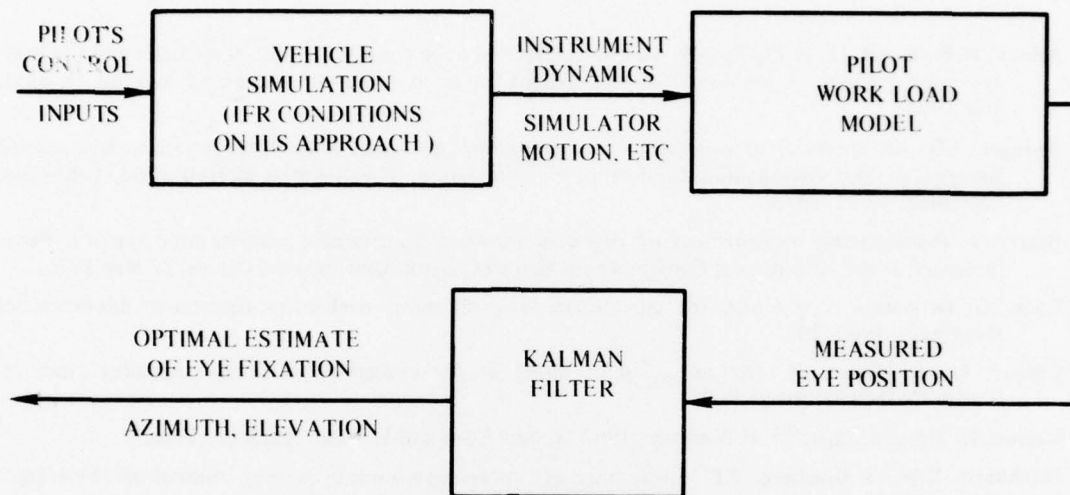 PILOT'S
CONTROL
INPUTS
VEHICLE
SIMULATION
( IFR CONDITIONS
ON ILS APPROACH )
INSTRUMENT
DYNAMICS
SIMULATOR
MOTION, ETC
PILOT
WORK LOAD
MODEL
OPTIMAL ESTIMATE
OF EYE FIXATION
AZIMUTH, ELEVATION
KALMAN
FILTER
MEASURED
EYE POSITION